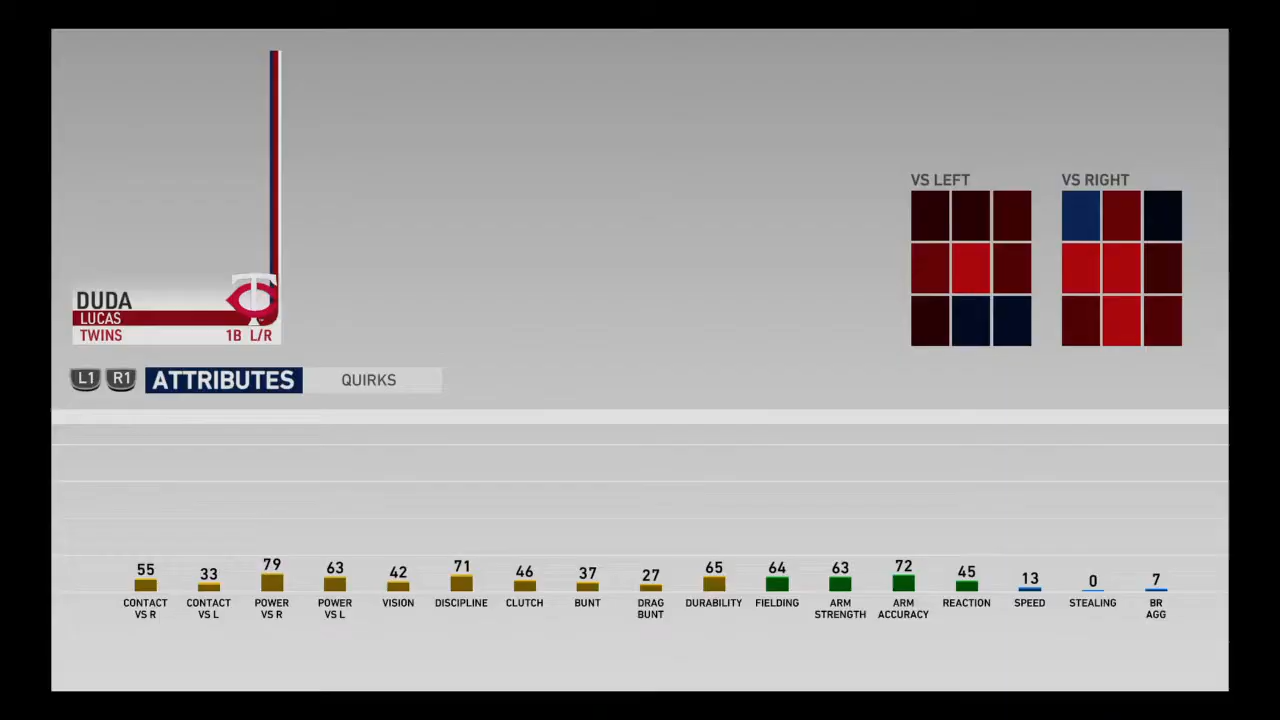 VS LEFT
VS RIGHT
DUDA
LUCAS
TWINS 1B L/R
L1 R1 ATTRIBUTES QUIRKS
55 33 79 63 42 71 46 37 27 65 64 63 72 45 13 0 7
CONTACT CONTACT POWER POWER VISION DISCIPLINE CLUTCH BUNT DRAG DURABILITY FIELDING ARM ARM REACTION SPEED STEALING BR
VS R VS L VS R VS L BUNT STRENGTH ACCURACY AGG